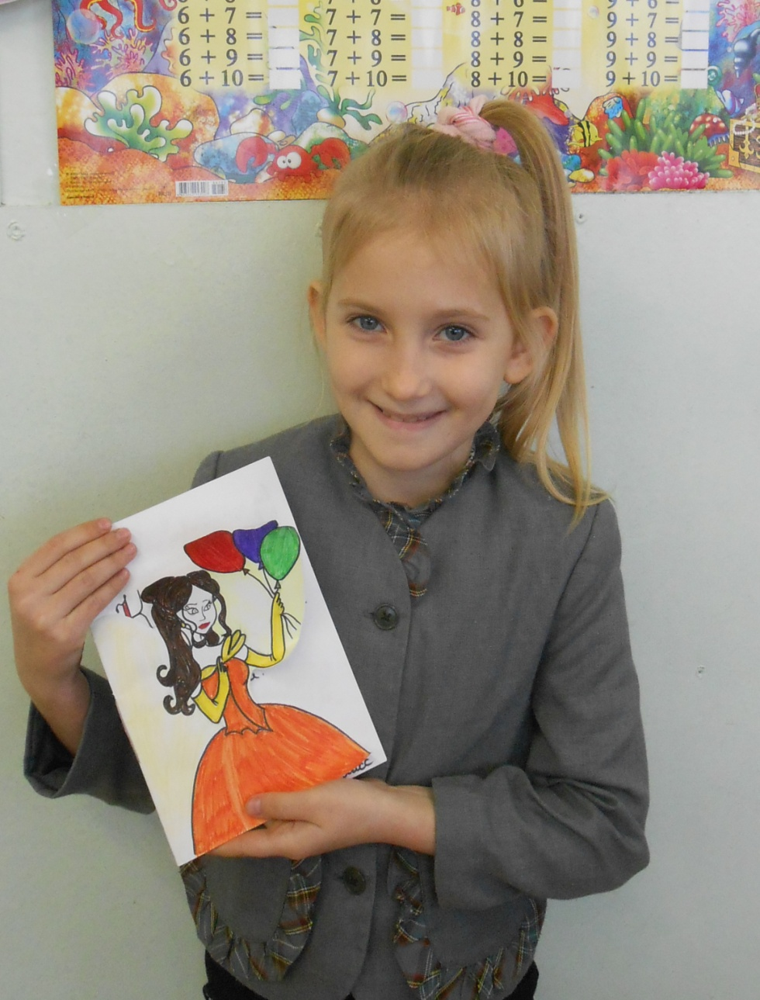 6 + 7 =
6 + 8 =
6 + 9 =
6 + 10 =
7 + 7 =
7 + 8 =
7 + 9 =
7 + 10 =
8 + 7 =
8 + 8 =
8 + 9 =
8 + 10 =
9 + 7 =
9 + 8 =
9 + 9 =
9 + 10 =